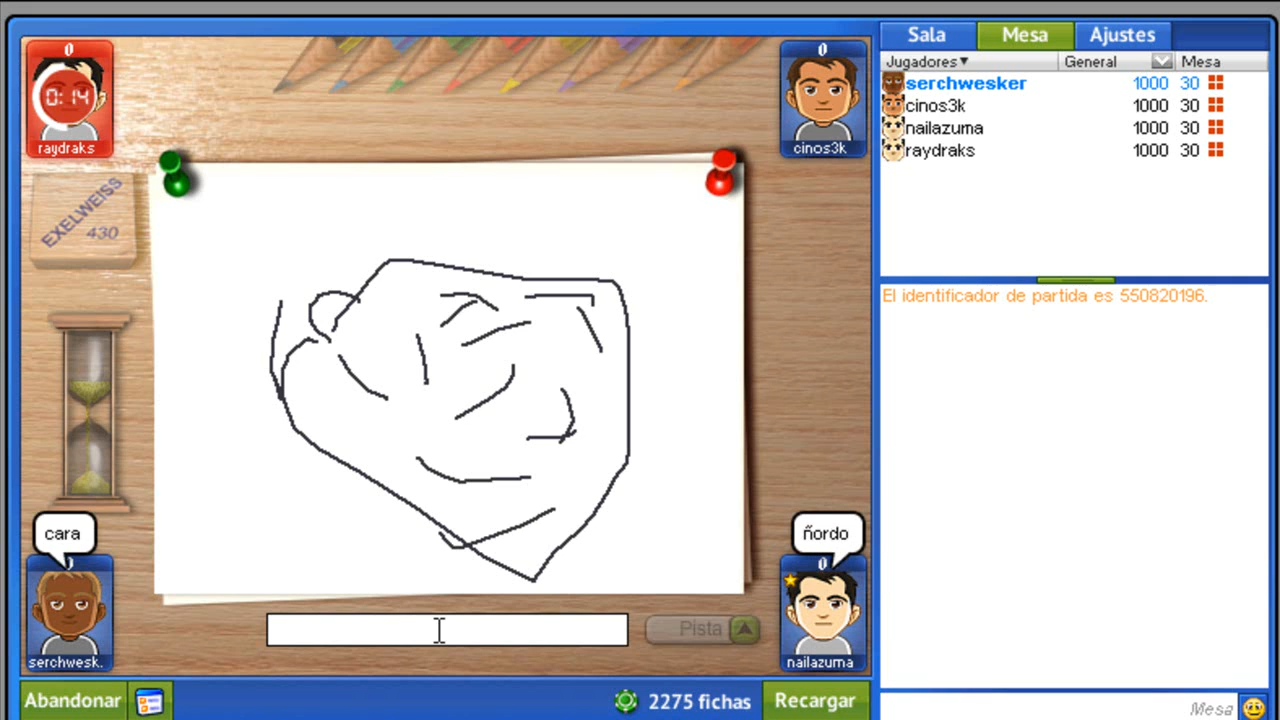 Sala Mesa Ajustes
Jugadores▼ General Mesa
serchwesker 1000 30
cinos3k 1000 30
nailazuma 1000 30
raydraks 1000 30
El identificador de partida es 550820196.
0
0:14
raydraks
0
cinos3k
EXELWEISS
430
cara
0
serchwesk.
ñordo
0
nailazuma
Pista
Abandonar
2275 fichas
Recargar
Mesa